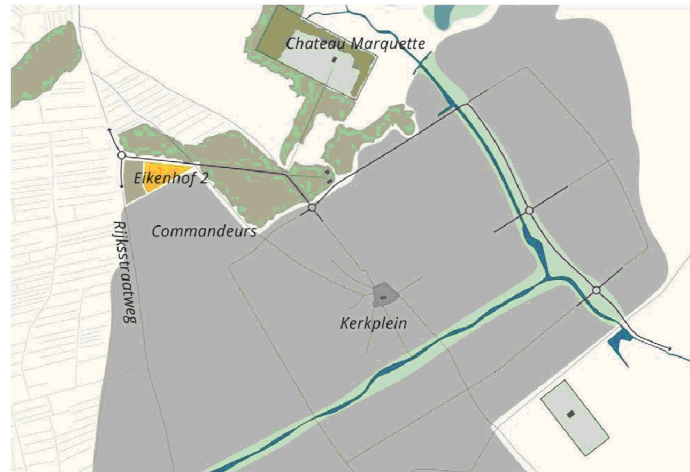 Chateau Marquette
Eikenhof 2
Commandeurs
Rijksstraatweg
Kerkplein